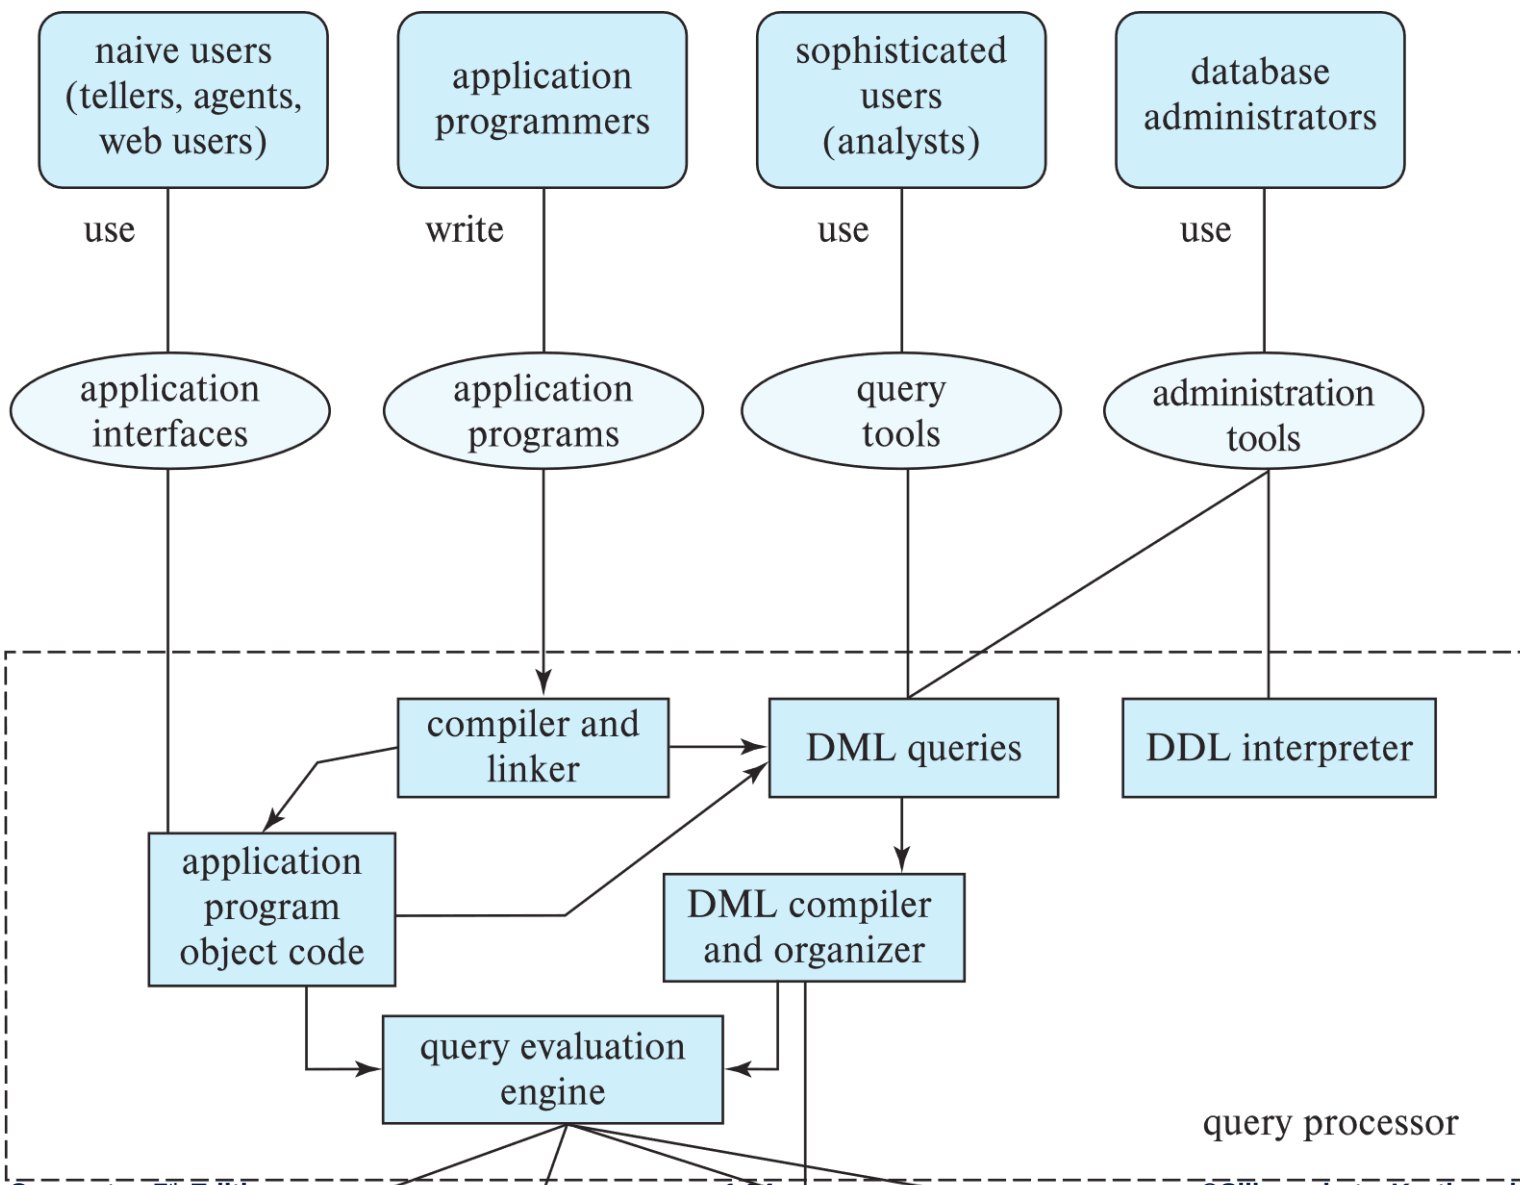 naive users
(tellers, agents,
web users)
application
programmers
sophisticated
users
(analysts)
database
administrators
use
write
use
use
application
interfaces
application
programs
query
tools
administration
tools
compiler and
linker
DML queries
DDL interpreter
application
program
object code
DML compiler
and organizer
query evaluation
engine
query processor